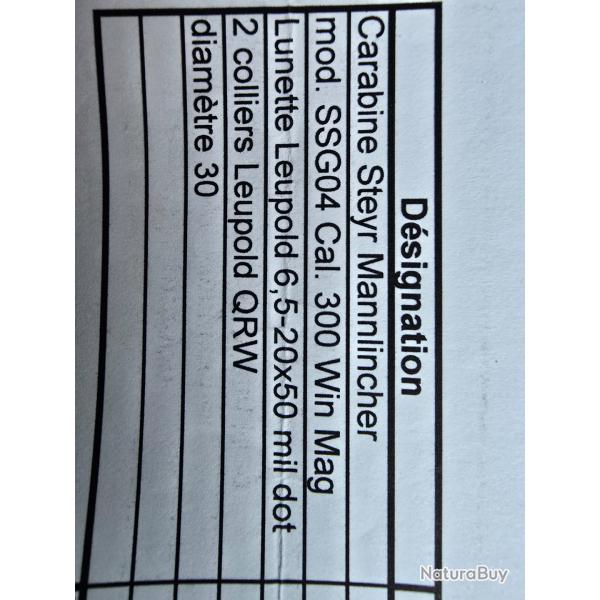 Désignation
Carabine Steyr Mannlincher
mod. SSG04 Cal. 300 Win Mag
Lunette Leupold 6,5-20x50 mil dot
2 colliers Leupold QRW
diamètre 30
NaturaBuy